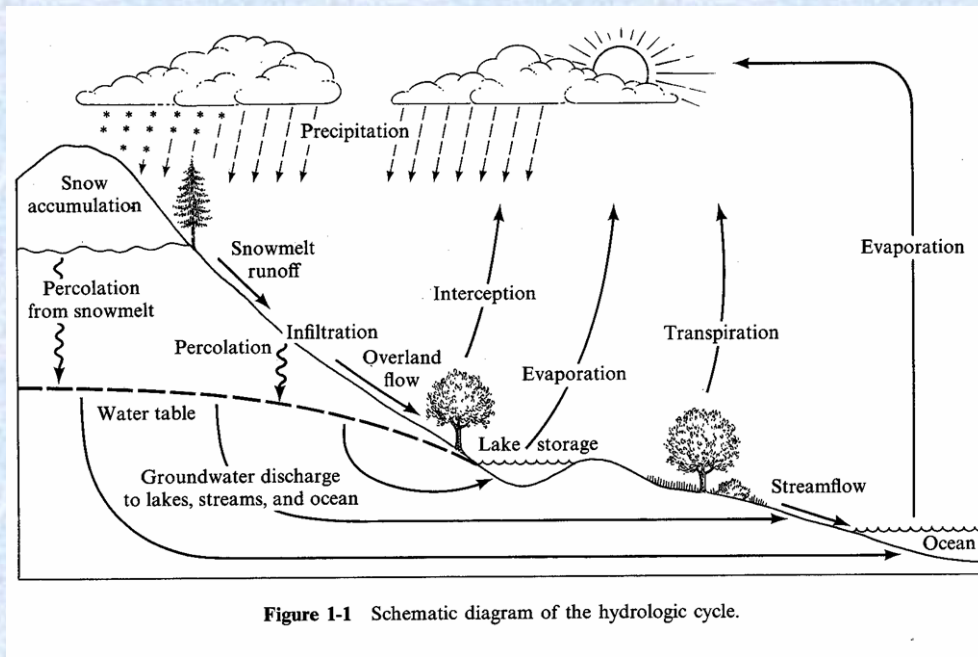 Precipitation
Snow
accumulation
Snowmelt
runoff
Evaporation
Percolation
from snowmelt
Interception
Infiltration
Percolation
Transpiration
Overland
flow
Evaporation
Water table
Lake storage
Groundwater discharge
to lakes, streams, and ocean
Streamflow
Ocean
Figure 1-1 Schematic diagram of the hydrologic cycle.